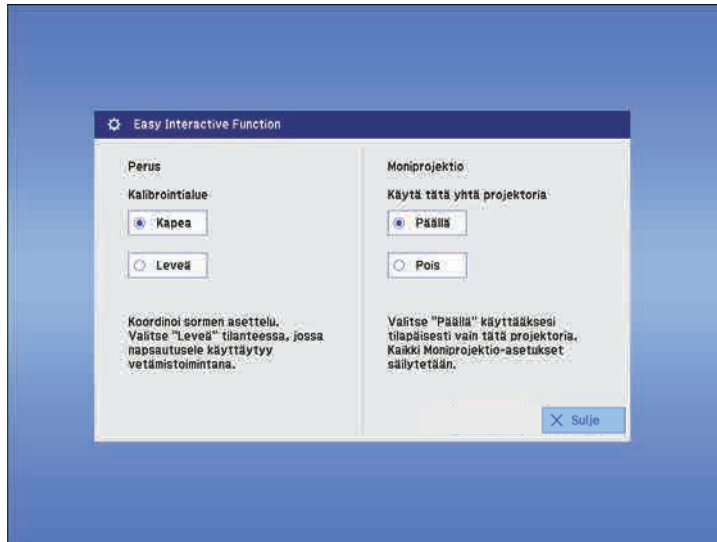 Easy Interactive Function
Perus
Kalibrointialue
Kapea
Leveä
Koordinoi sormen asettelu.
Valitse "Leveä" tilanteessa, jossa
napsautusele käyttäytyy
vetämistoimintana.
Moniprojektio
Käytä tätä yhtä projektoria
Päällä
Pois
Valitse "Päällä" käyttääksesi
tilapäisesti vain tätä projektoria.
Kaikki Moniprojektio-asetukset
säilytetään.
Sulje